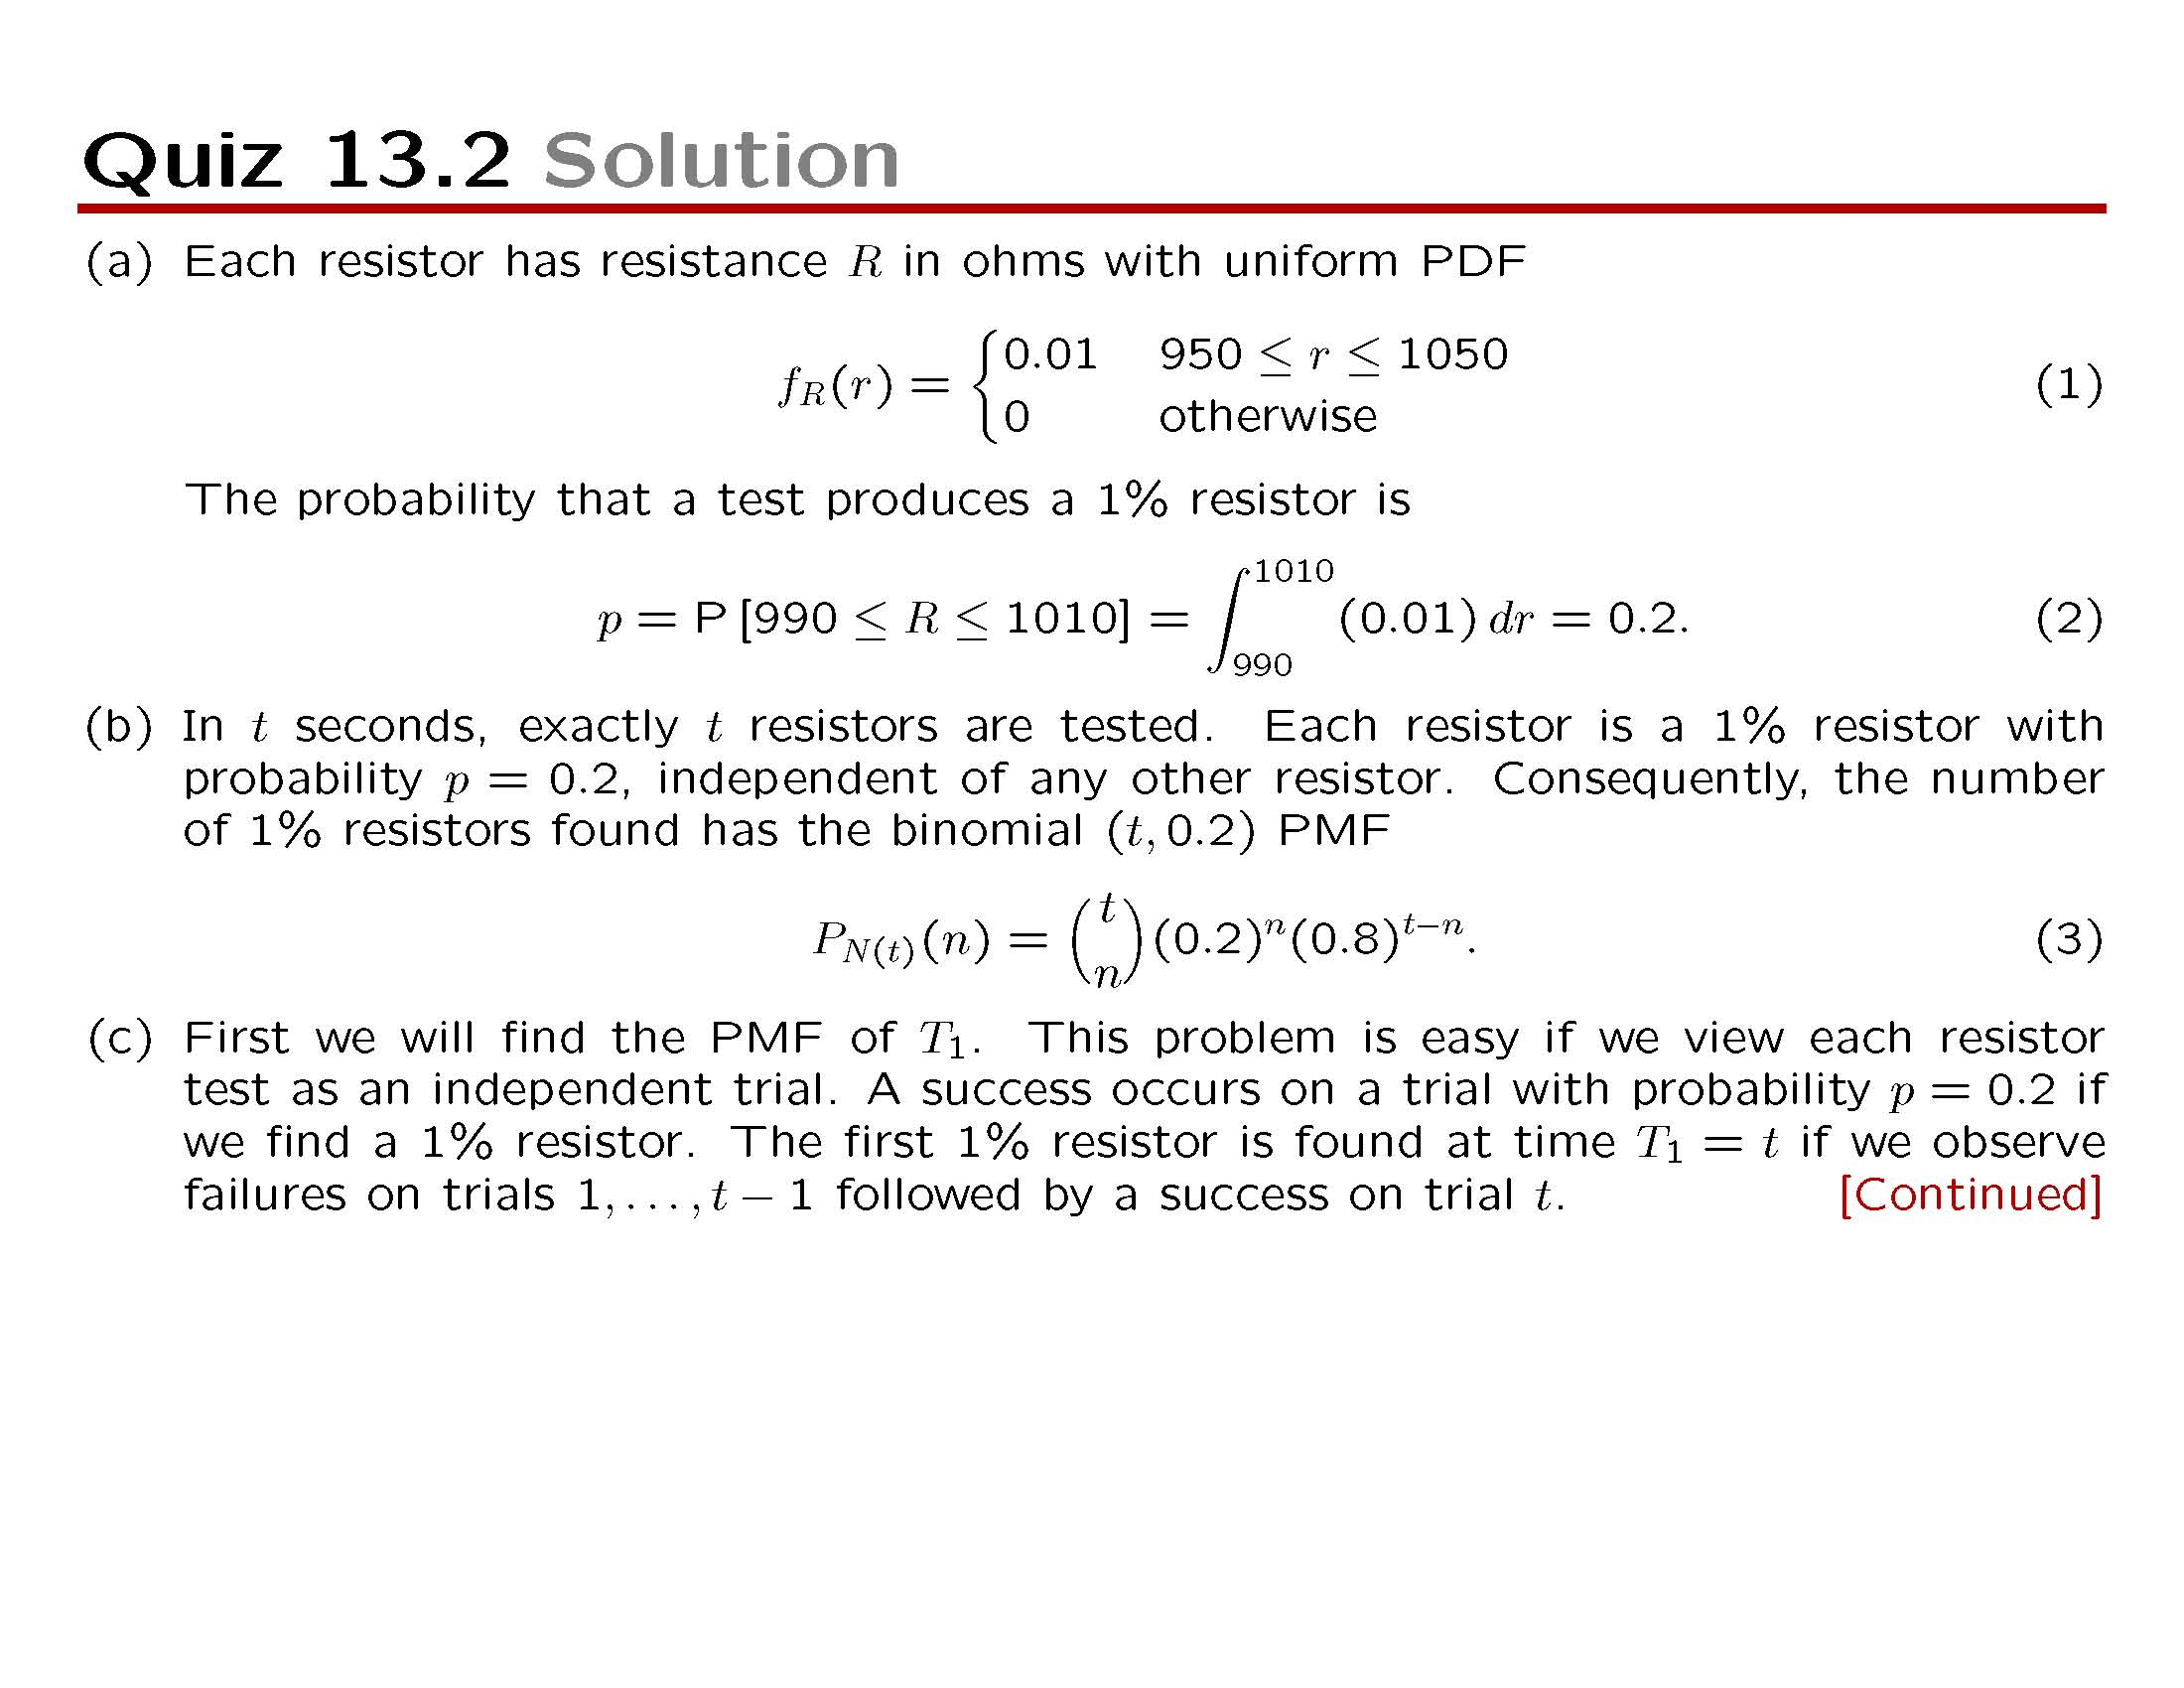 Quiz 13.2 Solution
(a) Each resistor has resistance R in ohms with uniform PDF
f_R(r) = { 0.01 950 ≤ r ≤ 1050
0 otherwise (1)
The probability that a test produces a 1% resistor is
p = P [990 ≤ R ≤ 1010] = ∫_{990}^{1010} (0.01) dr = 0.2. (2)
(b) In t seconds, exactly t resistors are tested. Each resistor is a 1% resistor with
probability p = 0.2, independent of any other resistor. Consequently, the number
of 1% resistors found has the binomial (t, 0.2) PMF
P_{N(t)}(n) = \binom{t}{n} (0.2)^n (0.8)^{t−n}. (3)
(c) First we will find the PMF of T_1. This problem is easy if we view each resistor
test as an independent trial. A success occurs on a trial with probability p = 0.2 if
we find a 1% resistor. The first 1% resistor is found at time T_1 = t if we observe
failures on trials 1, . . . , t − 1 followed by a success on trial t. [Continued]